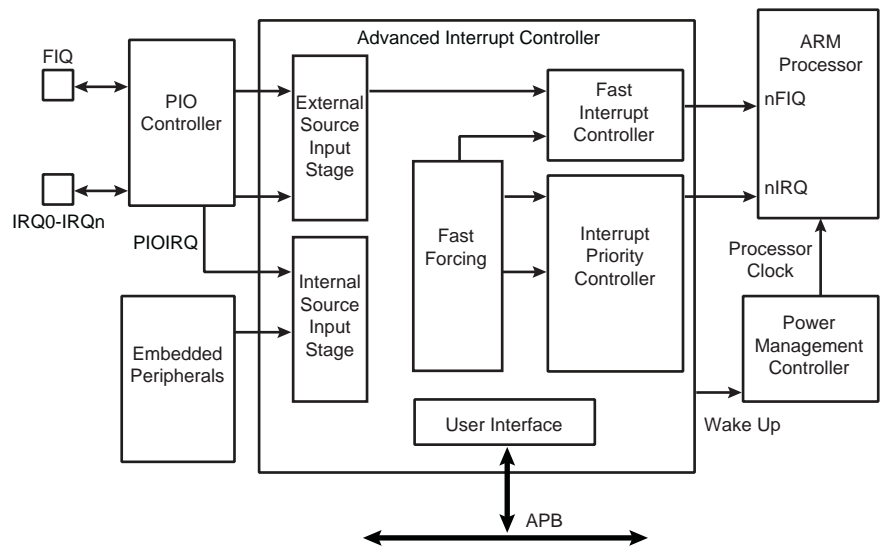 FIQ
PIO
Controller
IRQ0-IRQn
PIOIRQ
Embedded
Peripherals
Advanced Interrupt Controller
External
Source
Input
Stage
Internal
Source
Input
Stage
Fast
Forcing
Fast
Interrupt
Controller
Interrupt
Priority
Controller
User Interface
APB
ARM
Processor
nFIQ
nIRQ
Processor
Clock
Power
Management
Controller
Wake Up